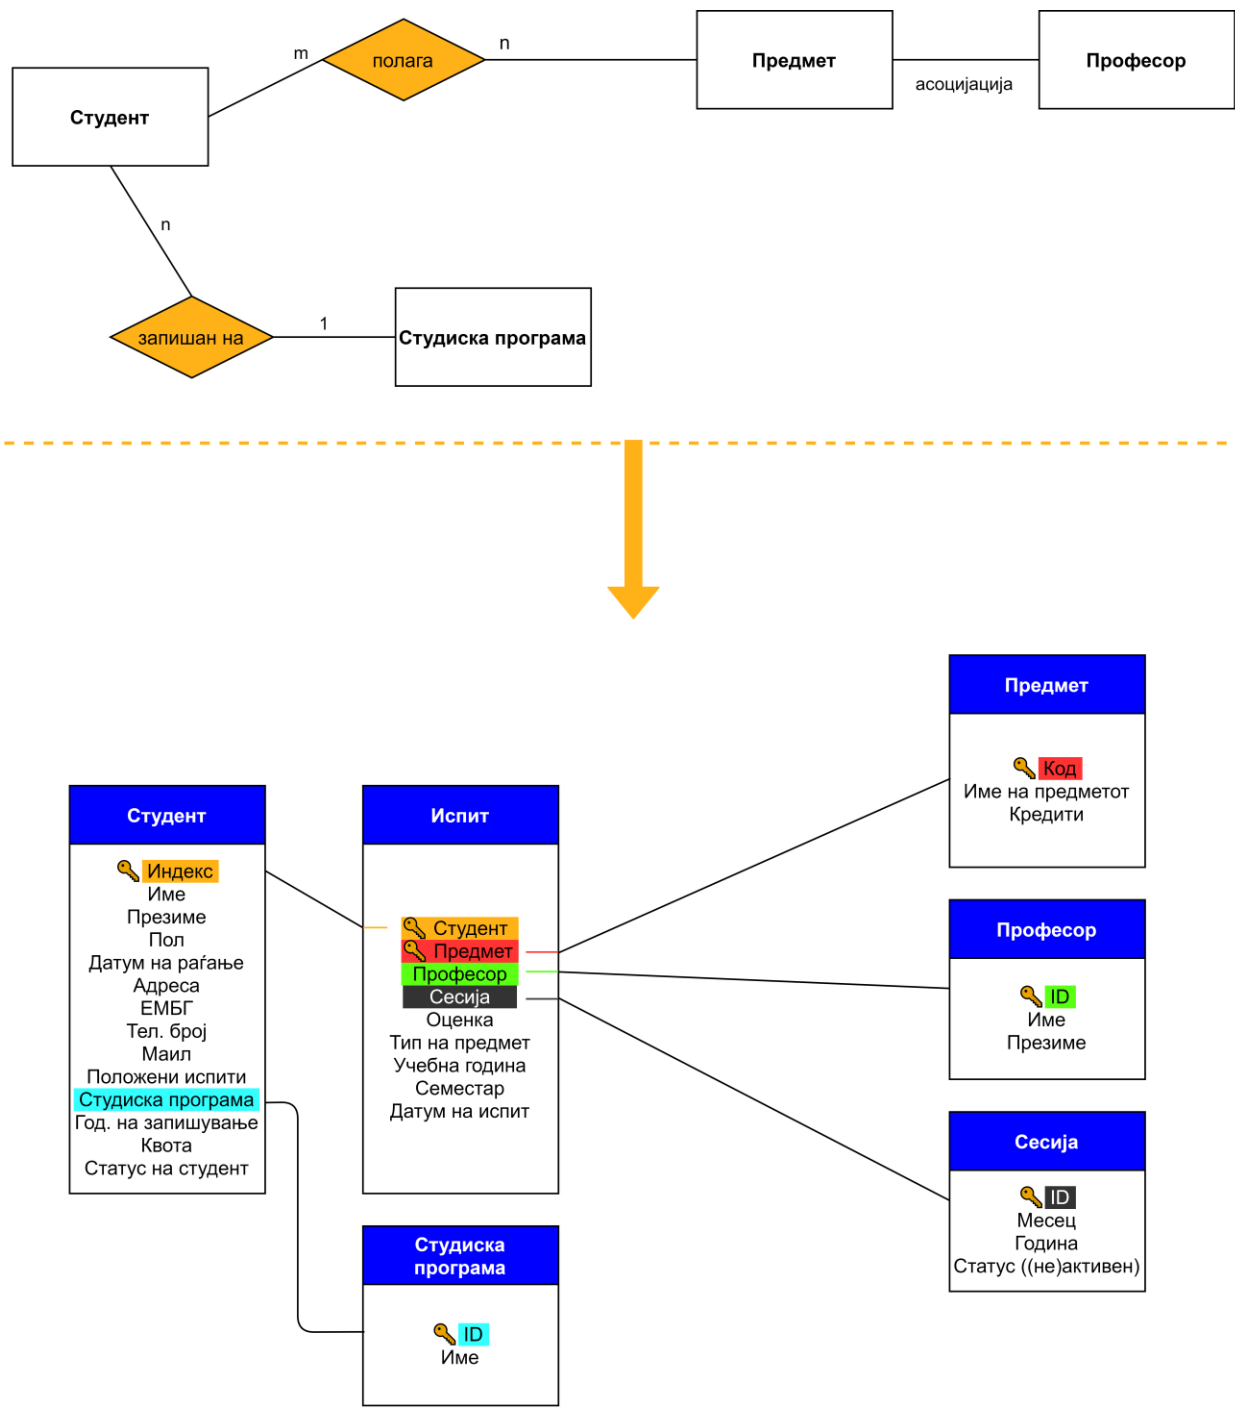 m
полага
n
Предмет
асоцијација
Професор
Студент
n
запишан на
1
Студиска програма
Предмет
Код
Име на предметот
Кредити
Студент
Индекс
Име
Презиме
Пол
Датум на раѓање
Адреса
ЕМБГ
Тел. број
Маил
Положени испити
Студиска програма
Год. на запишување
Квота
Статус на студент
Испит
Студент
Предмет
Професор
Сесија
Оценка
Тип на предмет
Учебна година
Семестар
Датум на испит
Професор
ID
Име
Презиме
Сесија
ID
Месец
Година
Статус ((не)активен)
Студиска
програма
ID
Име